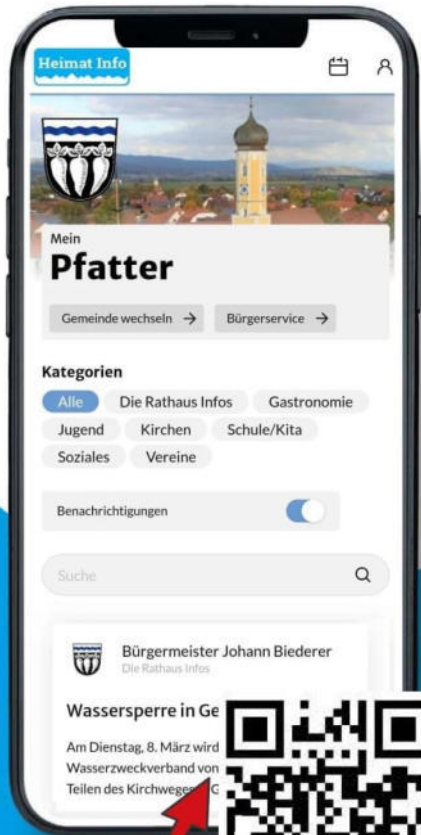 Heimat Info
Mein
Pfatter
Gemeinde wechseln →
Bürgerservice →
Kategorien
Alle Die Rathaus Infos Gastronomie
Jugend Kirchen Schule/Kita
Soziales Vereine
Benachrichtigungen
Suche
Bürgermeister Johann Biederer
Die Rathaus Infos
Wassersperre in Ge
Am Dienstag, 8. März wird
Wasserzweckverband von
Teilen des Kirchweges